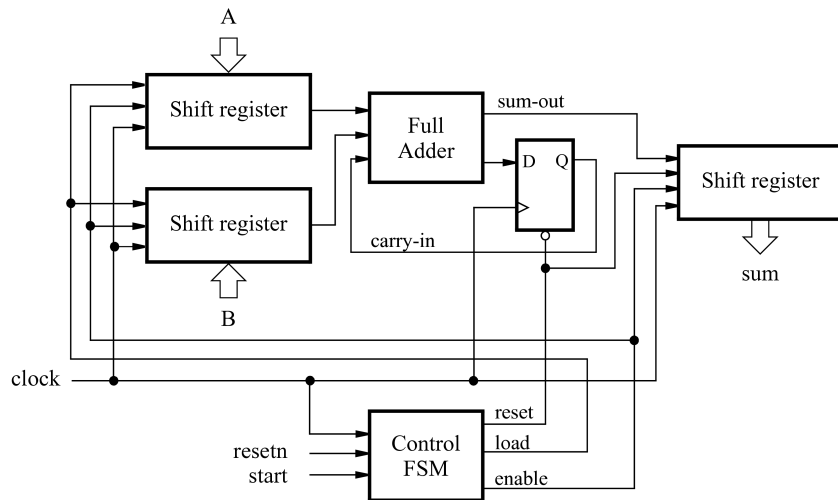 A
Shift register
Full
Adder
sum-out
D Q
Shift register
Shift register
carry-in
sum
B
clock
reset
resetn
start
Control
FSM
load
enable